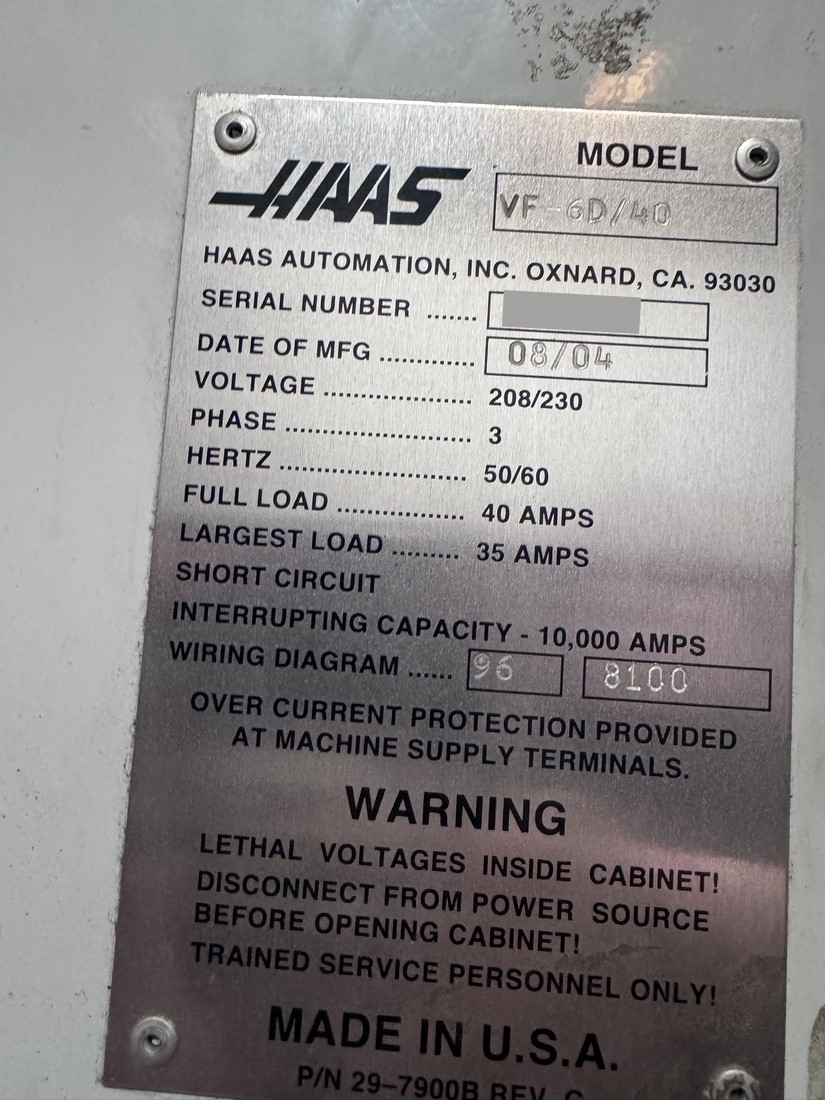 HAAS
MODEL
VF-6D/40
HAAS AUTOMATION, INC. OXNARD, CA. 93030
SERIAL NUMBER .......
DATE OF MFG ............. 08/04
VOLTAGE .................... 208/230
PHASE ......................... 3
HERTZ ......................... 50/60
FULL LOAD ................. 40 AMPS
LARGEST LOAD ......... 35 AMPS
SHORT CIRCUIT
INTERRUPTING CAPACITY - 10,000 AMPS
WIRING DIAGRAM ...... 96 8100
OVER CURRENT PROTECTION PROVIDED
AT MACHINE SUPPLY TERMINALS.
WARNING
LETHAL VOLTAGES INSIDE CABINET!
DISCONNECT FROM POWER SOURCE
BEFORE OPENING CABINET!
TRAINED SERVICE PERSONNEL ONLY!
MADE IN U.S.A.
P/N 29-7900B REV C